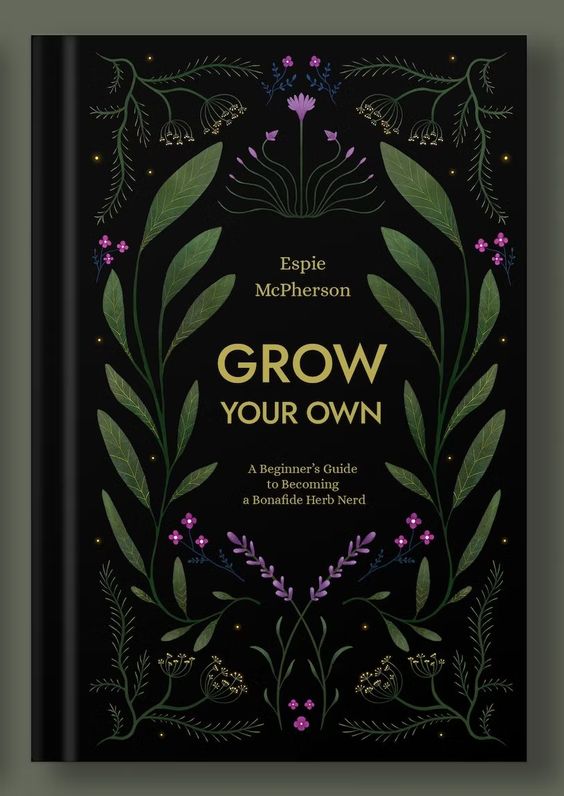 Espie
McPherson
GROW
YOUR OWN
A Beginner's Guide
to Becoming
a Bonafide Herb Nerd